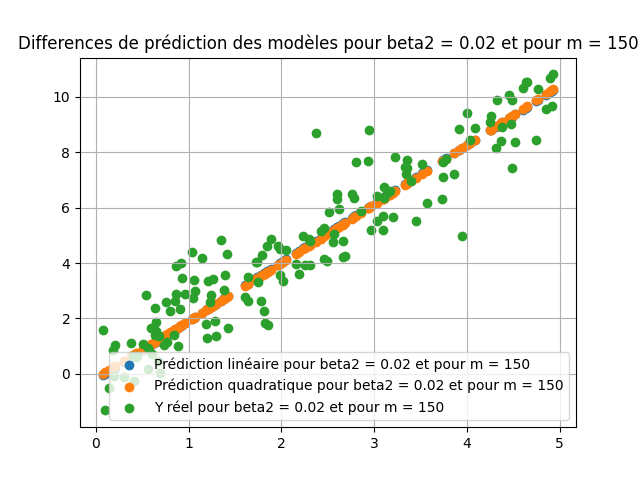 Differences de prédiction des modèles pour beta2 = 0.02 et pour m = 150
10
8
6
4
2
0
Prédiction linéaire pour beta2 = 0.02 et pour m = 150
Prédiction quadratique pour beta2 = 0.02 et pour m = 150
Y réel pour beta2 = 0.02 et pour m = 150
0 1 2 3 4 5